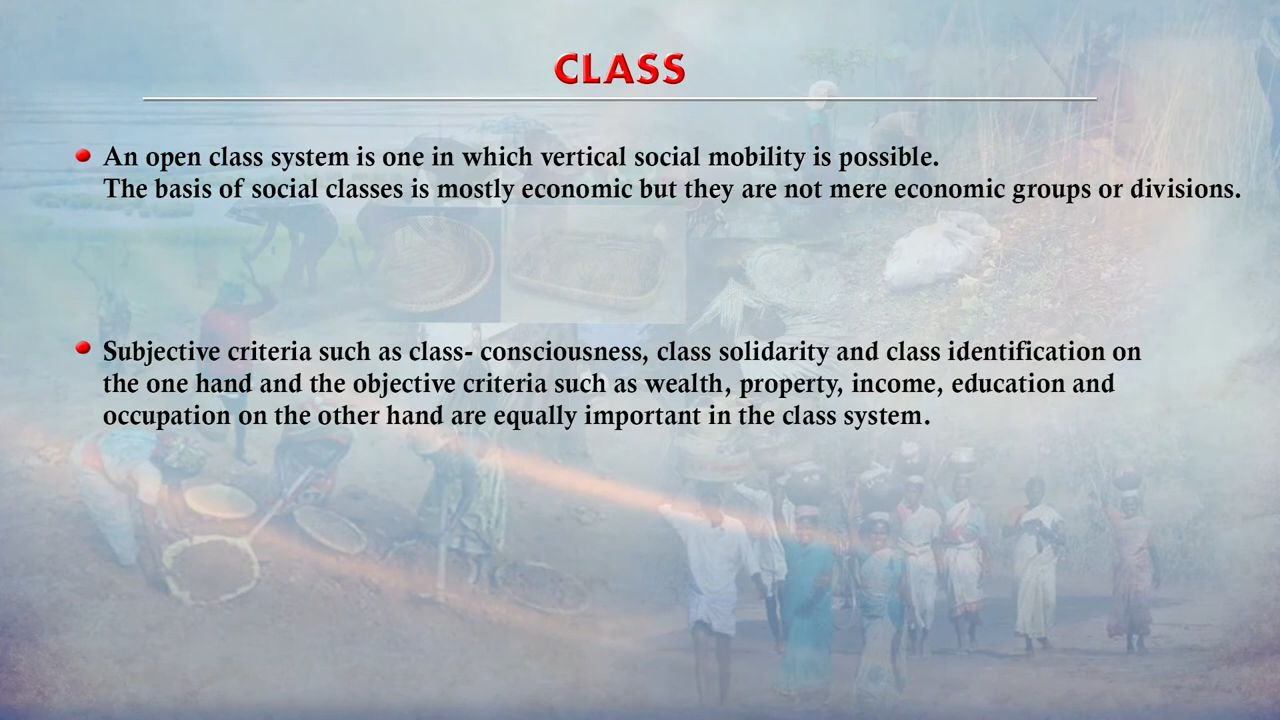 CLASS
An open class system is one in which vertical social mobility is possible.
The basis of social classes is mostly economic but they are not mere economic groups or divisions.
Subjective criteria such as class- consciousness, class solidarity and class identification on
the one hand and the objective criteria such as wealth, property, income, education and
occupation on the other hand are equally important in the class system.